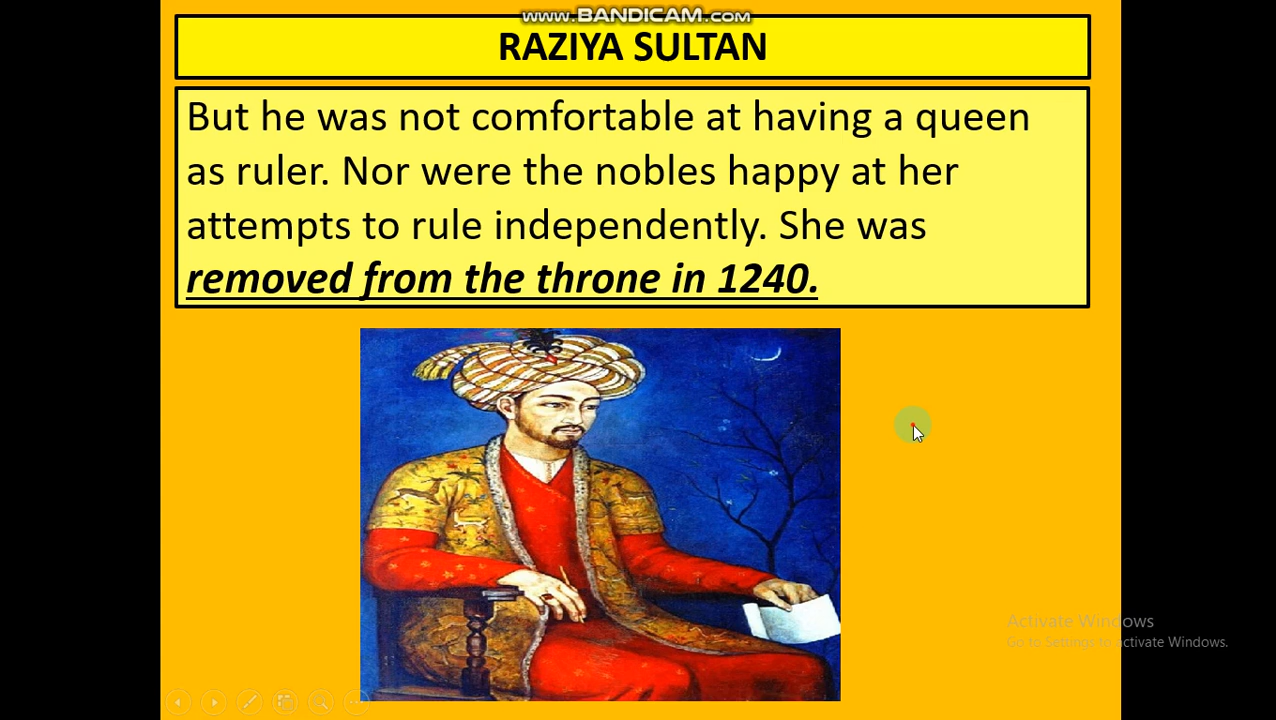 WWW.BANDICAM.COM
RAZIYA SULTAN
But he was not comfortable at having a queen
as ruler. Nor were the nobles happy at her
attempts to rule independently. She was
removed from the throne in 1240.
Activate Windows
Go to Settings to activate Windows.